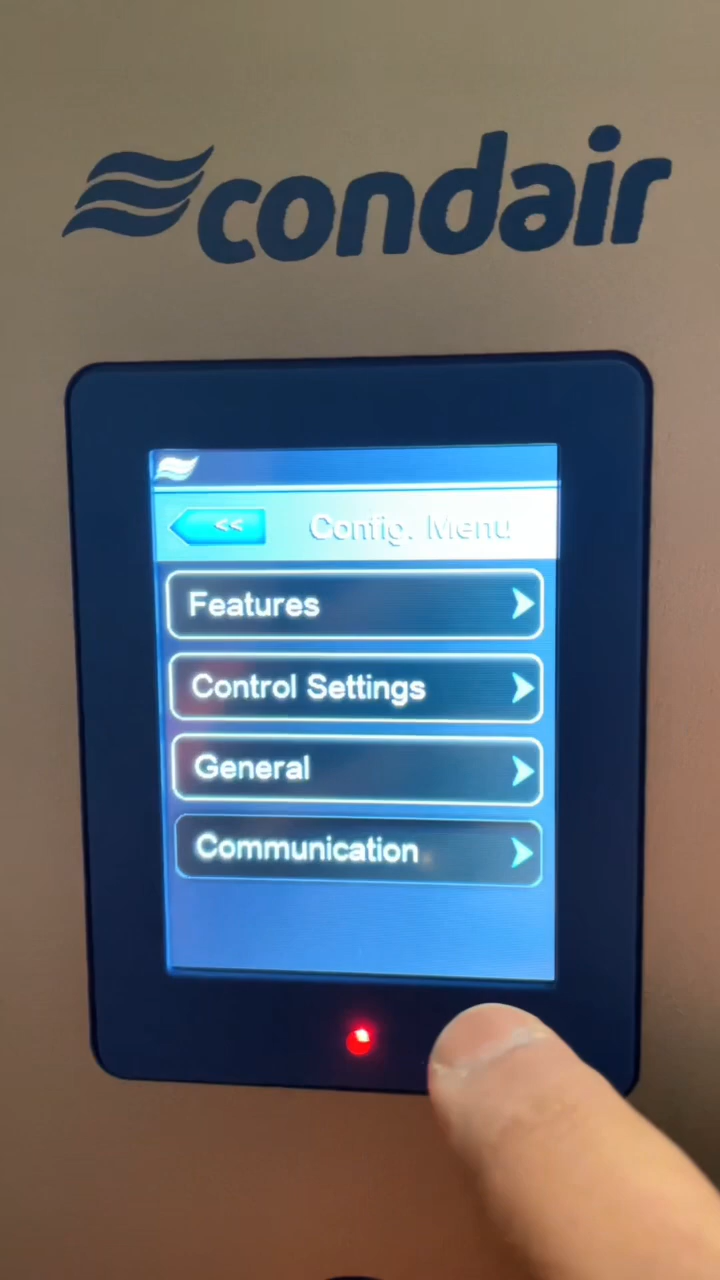 condair
<< Config. Menu
Features
Control Settings
General
Communication